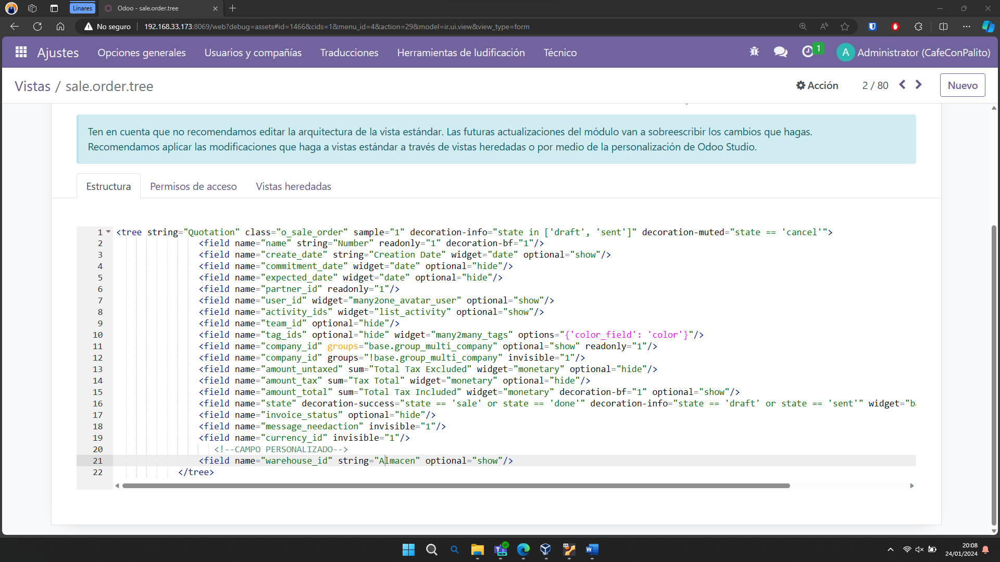 Linares
Odoo - sale.order.tree
No seguro
192.168.33.173:8069/web?debug=assets#id=1466&cids=1&menu_id=4&action=29&model=ir.ui.view&view_type=form
Ajustes
Opciones generales
Usuarios y compañías
Traducciones
Herramientas de ludificación
Técnico
1
A
Administrator (CafeConPalito)
Vistas / sale.order.tree
Acción
2 / 80
Nuevo
Ten en cuenta que no recomendamos editar la arquitectura de la vista estándar. Las futuras actualizaciones del módulo van a sobreescribir los cambios que hagas.
Recomendamos aplicar las modificaciones que haga a vistas estándar a través de vistas heredadas o por medio de la personalización de Odoo Studio.
Estructura
Permisos de acceso
Vistas heredadas
1 <tree string="Quotation" class="o_sale_order" sample="1" decoration-info="state in ['draft', 'sent']" decoration-muted="state == 'cancel'">
2 <field name="name" string="Number" readonly="1" decoration-bf="1"/>
3 <field name="create_date" string="Creation Date" widget="date" optional="show"/>
4 <field name="commitment_date" widget="date" optional="hide"/>
5 <field name="expected_date" widget="date" optional="hide"/>
6 <field name="partner_id" readonly="1"/>
7 <field name="user_id" widget="many2one_avatar_user" optional="show"/>
8 <field name="activity_ids" widget="list_activity" optional="show"/>
9 <field name="team_id" optional="hide"/>
10 <field name="tag_ids" optional="hide" widget="many2many_tags" options="{'color_field': 'color'}"/>
11 <field name="company_id" groups="base.group_multi_company" optional="show" readonly="1"/>
12 <field name="company_id" groups="!base.group_multi_company" invisible="1"/>
13 <field name="amount_untaxed" sum="Total Tax Excluded" widget="monetary" optional="hide"/>
14 <field name="amount_tax" sum="Tax Total" widget="monetary" optional="hide"/>
15 <field name="amount_total" sum="Total Tax Included" widget="monetary" decoration-bf="1" optional="show"/>
16 <field name="state" decoration-success="state == 'sale' or state == 'done'" decoration-info="state == 'draft' or state == 'sent'" widget="ba
17 <field name="invoice_status" optional="hide"/>
18 <field name="message_needaction" invisible="1"/>
19 <field name="currency_id" invisible="1"/>
20 <!--CAMPO PERSONALIZADO-->
21 <field name="warehouse_id" string="Almacen" optional="show"/>
22 </tree>
20:08
24/01/2024